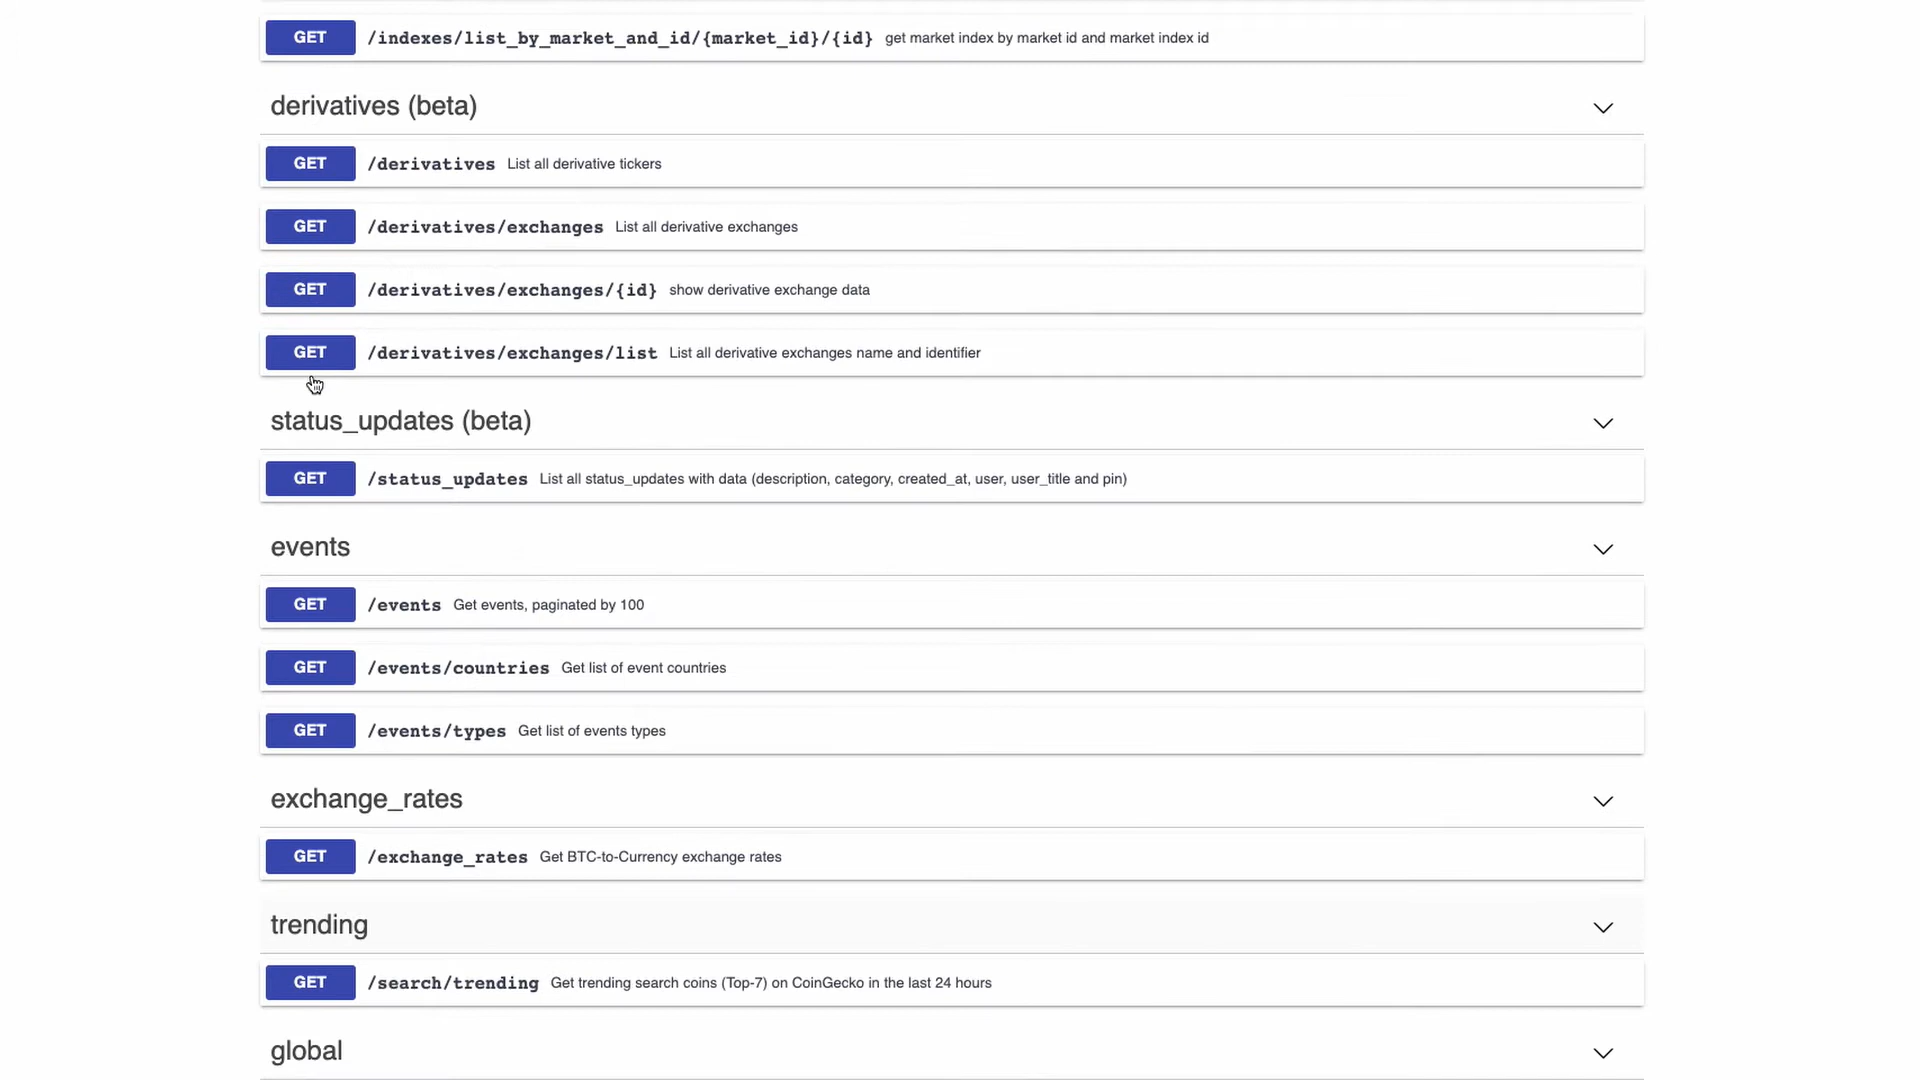 GET /indexes/list_by_market_and_id/{market_id}/{id} get market index by market id and market index id
derivatives (beta)
GET /derivatives List all derivative tickers
GET /derivatives/exchanges List all derivative exchanges
GET /derivatives/exchanges/{id} show derivative exchange data
GET /derivatives/exchanges/list List all derivative exchanges name and identifier
status_updates (beta)
GET /status_updates List all status_updates with data (description, category, created_at, user, user_title and pin)
events
GET /events Get events, paginated by 100
GET /events/countries Get list of event countries
GET /events/types Get list of events types
exchange_rates
GET /exchange_rates Get BTC-to-Currency exchange rates
trending
GET /search/trending Get trending search coins (Top-7) on CoinGecko in the last 24 hours
global